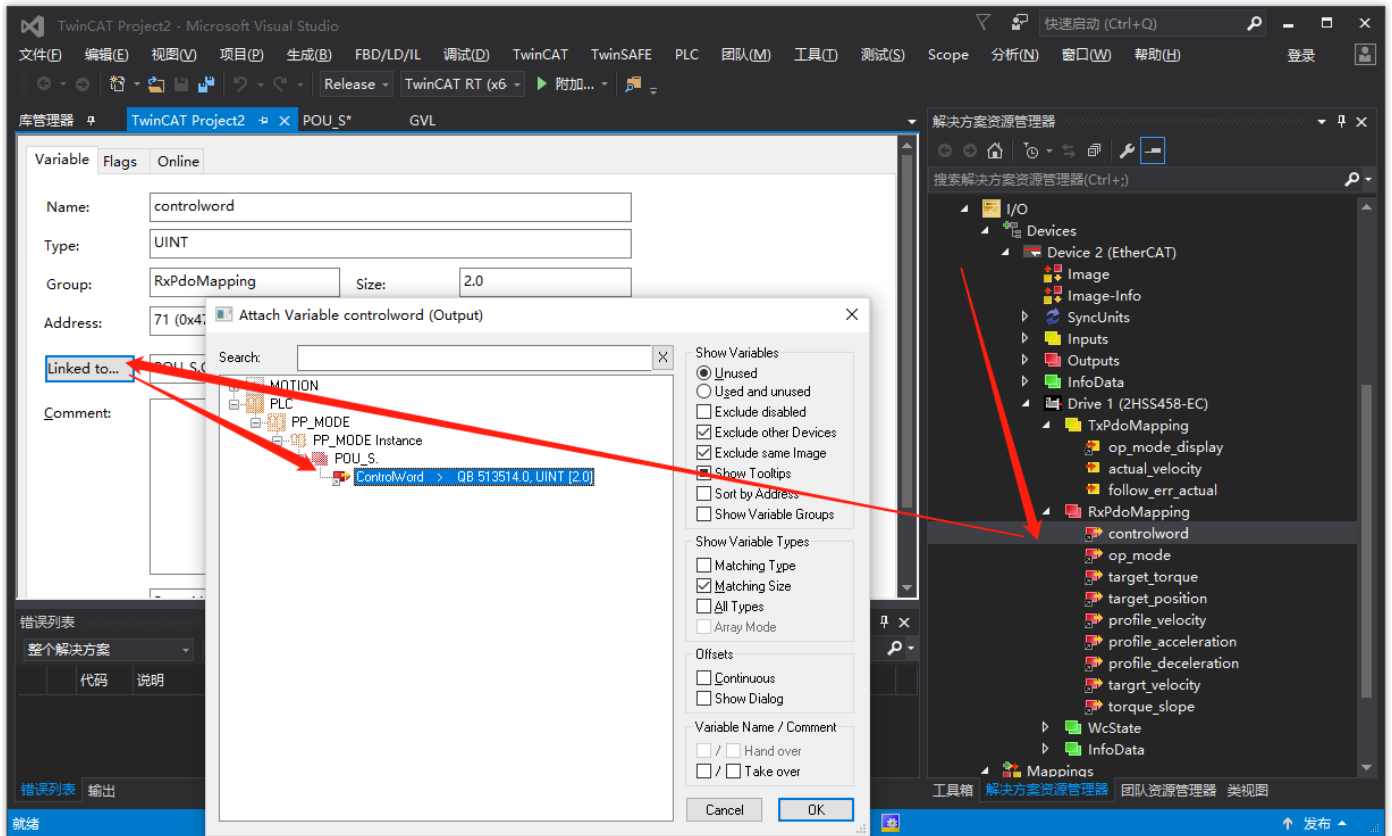 TwinCAT Project2 - Microsoft Visual Studio
快速启动 (Ctrl+Q)
文件(F) 编辑(E) 视图(V) 项目(P) 生成(B) FBD/LD/IL 调试(D) TwinCAT TwinSAFE PLC 团队(M) 工具(T) 测试(S) Scope 分析(N) 窗口(W) 帮助(H) 登录
Release TwinCAT RT (x6 附加...
库管理器 TwinCAT Project2 POU_S* GVL
Variable Flags Online
Name: controlword
Type: UINT
Group: RxPdoMapping Size: 2.0
Address: 71 (0x47
Linked to...
Comment:
Attach Variable controlword (Output)
Search: X
MOTION
PLC
PP_MODE
PP_MODE Instance
POU_S.
ControlWord > QB 513514.0, UINT [2.0]
Show Variables
Unused
Used and unused
Exclude disabled
Exclude other Devices
Exclude same Image
Show Tooltips
Sort by Address
Show Variable Groups
Show Variable Types
Matching Type
Matching Size
All Types
Array Mode
Offsets
Continuous
Show Dialog
Variable Name / Comment
/ Hand over
/ Take over
Cancel OK
错误列表
整个解决方案
代码 说明
错误列表 输出
解决方案资源管理器
搜索解决方案资源管理器(Ctrl+;)
I/O
Devices
Device 2 (EtherCAT)
Image
Image-Info
SyncUnits
Inputs
Outputs
InfoData
Drive 1 (2HSS458-EC)
TxPdoMapping
op_mode_display
actual_velocity
follow_err_actual
RxPdoMapping
controlword
op_mode
target_torque
target_position
profile_velocity
profile_acceleration
profile_deceleration
targrt_velocity
torque_slope
WcState
InfoData
Mappings
工具箱 解决方案资源管理器 团队资源管理器 类视图
就绪
发布